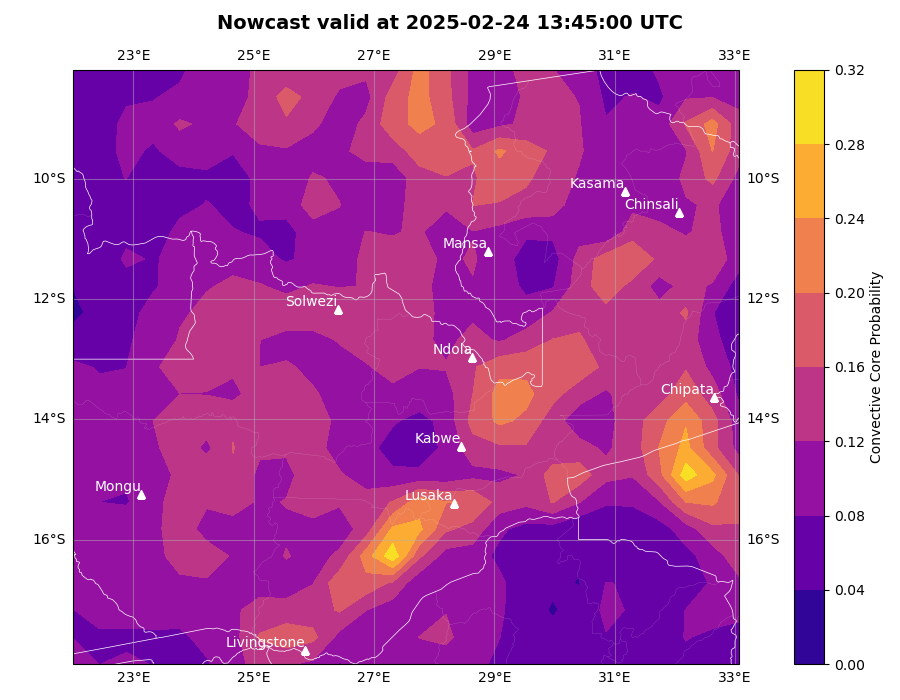 Nowcast valid at 2025-02-24 13:45:00 UTC
23°E 25°E 27°E 29°E 31°E 33°E
0.32
0.28
10°S 10°S
Kasama
Chinsali
0.24
Mansa
12°S 12°S
Solwezi
0.20
Ndola
0.16
Chipata
14°S 14°S
Kabwe
0.12
Mongu
Lusaka
0.08
16°S 16°S
0.04
Livingstone
0.00
23°E 25°E 27°E 29°E 31°E 33°E
Convective Core Probability